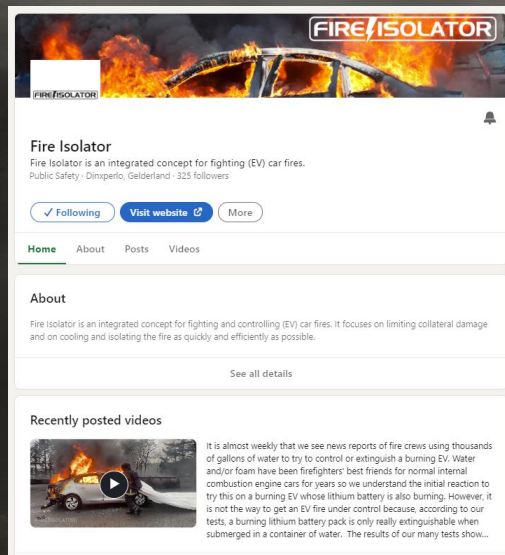 FIRE ISOLATOR
FIRE ISOLATOR
Fire Isolator
Fire Isolator is an integrated concept for fighting (EV) car fires.
Public Safety · Dinxperlo, Gelderland · 325 followers
✓ Following Visit website More
Home About Posts Videos
About
Fire Isolator is an integrated concept for fighting and controlling (EV) car fires. It focuses on limiting collateral damage
and on cooling and isolating the fire as quickly and efficiently as possible.
See all details
Recently posted videos
It is almost weekly that we see news reports of fire crews using thousands
of gallons of water to try to control or extinguish a burning EV. Water
and/or foam have been firefighters' best friends for normal internal
combustion engine cars for years so we understand the initial reaction to
try this on a burning EV whose lithium battery is also burning. However, it
is not the way to get an EV fire under control because, according to our
tests, a burning lithium battery pack is only really extinguishable when
submerged in a container of water. The results of our many tests show...